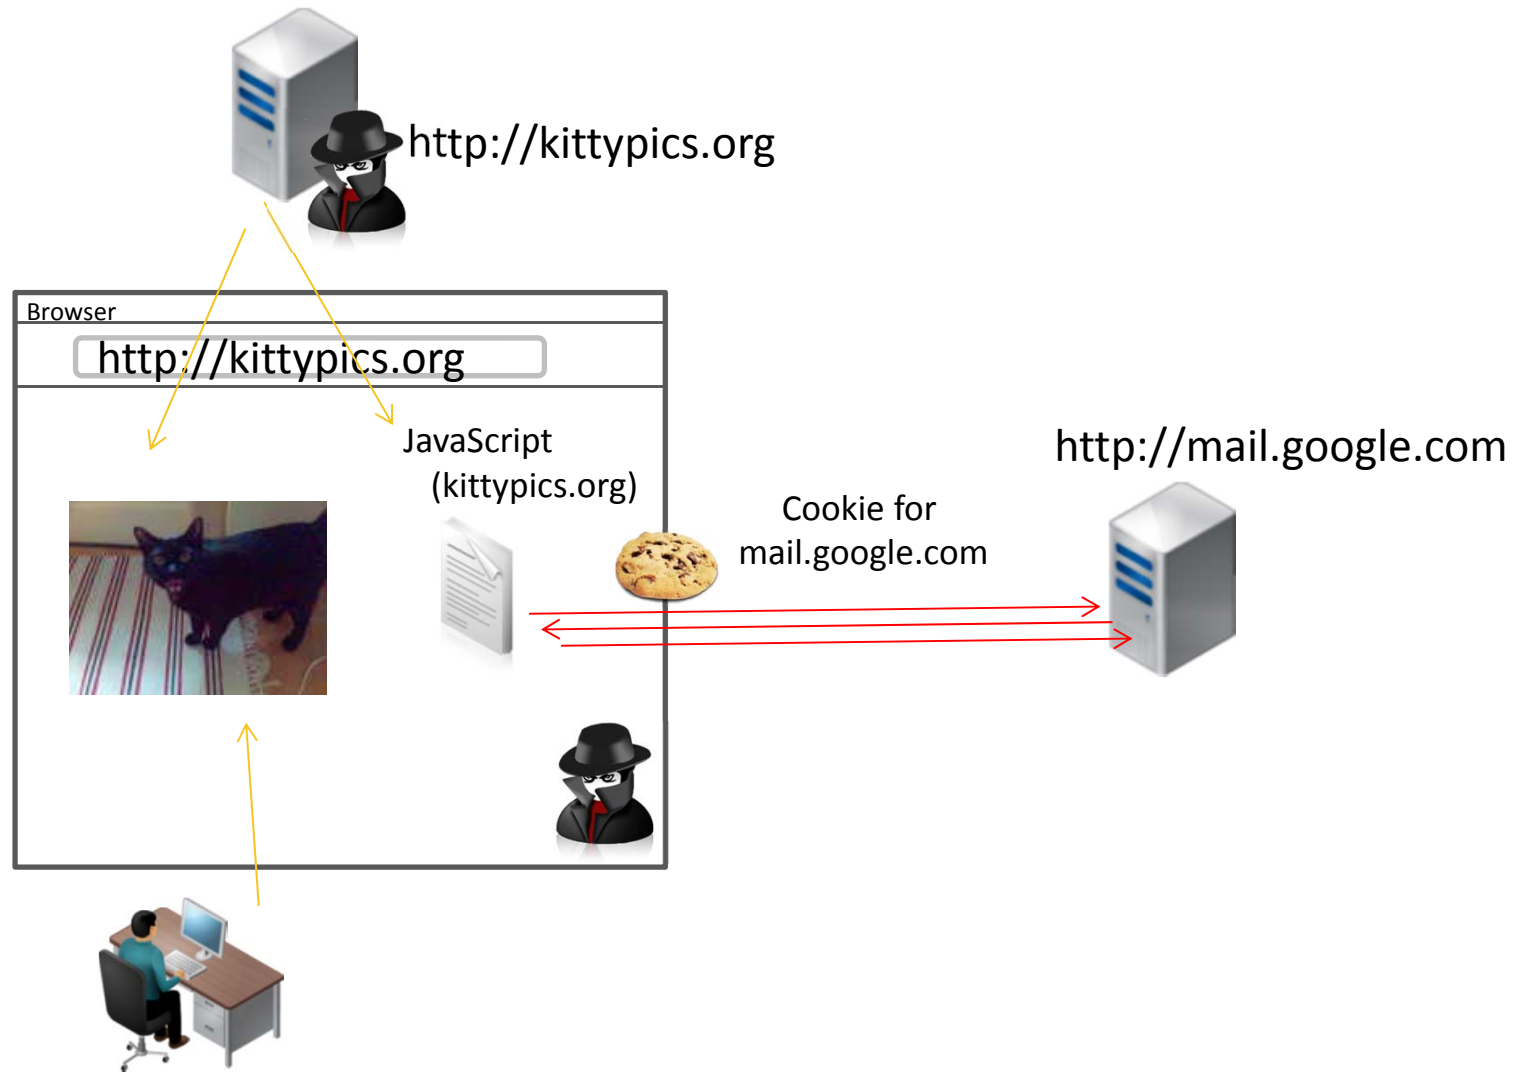 http://kittypics.org
Browser
http://kittypics.org
JavaScript
(kittypics.org)
http://mail.google.com
Cookie for
mail.google.com